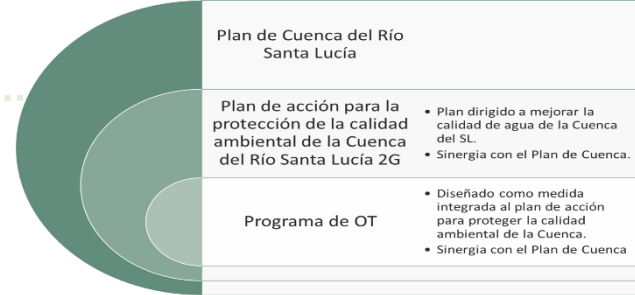 Plan de Cuenca del Río
Santa Lucía
Plan de acción para la
protección de la calidad
ambiental de la Cuenca
del Río Santa Lucía 2G
• Plan dirigido a mejorar la
calidad de agua de la Cuenca
del SL.
• Sinergia con el Plan de Cuenca.
Programa de OT
• Diseñado como medida
integrada al plan de acción
para proteger la calidad
ambiental de la Cuenca.
• Sinergia con el Plan de Cuenca